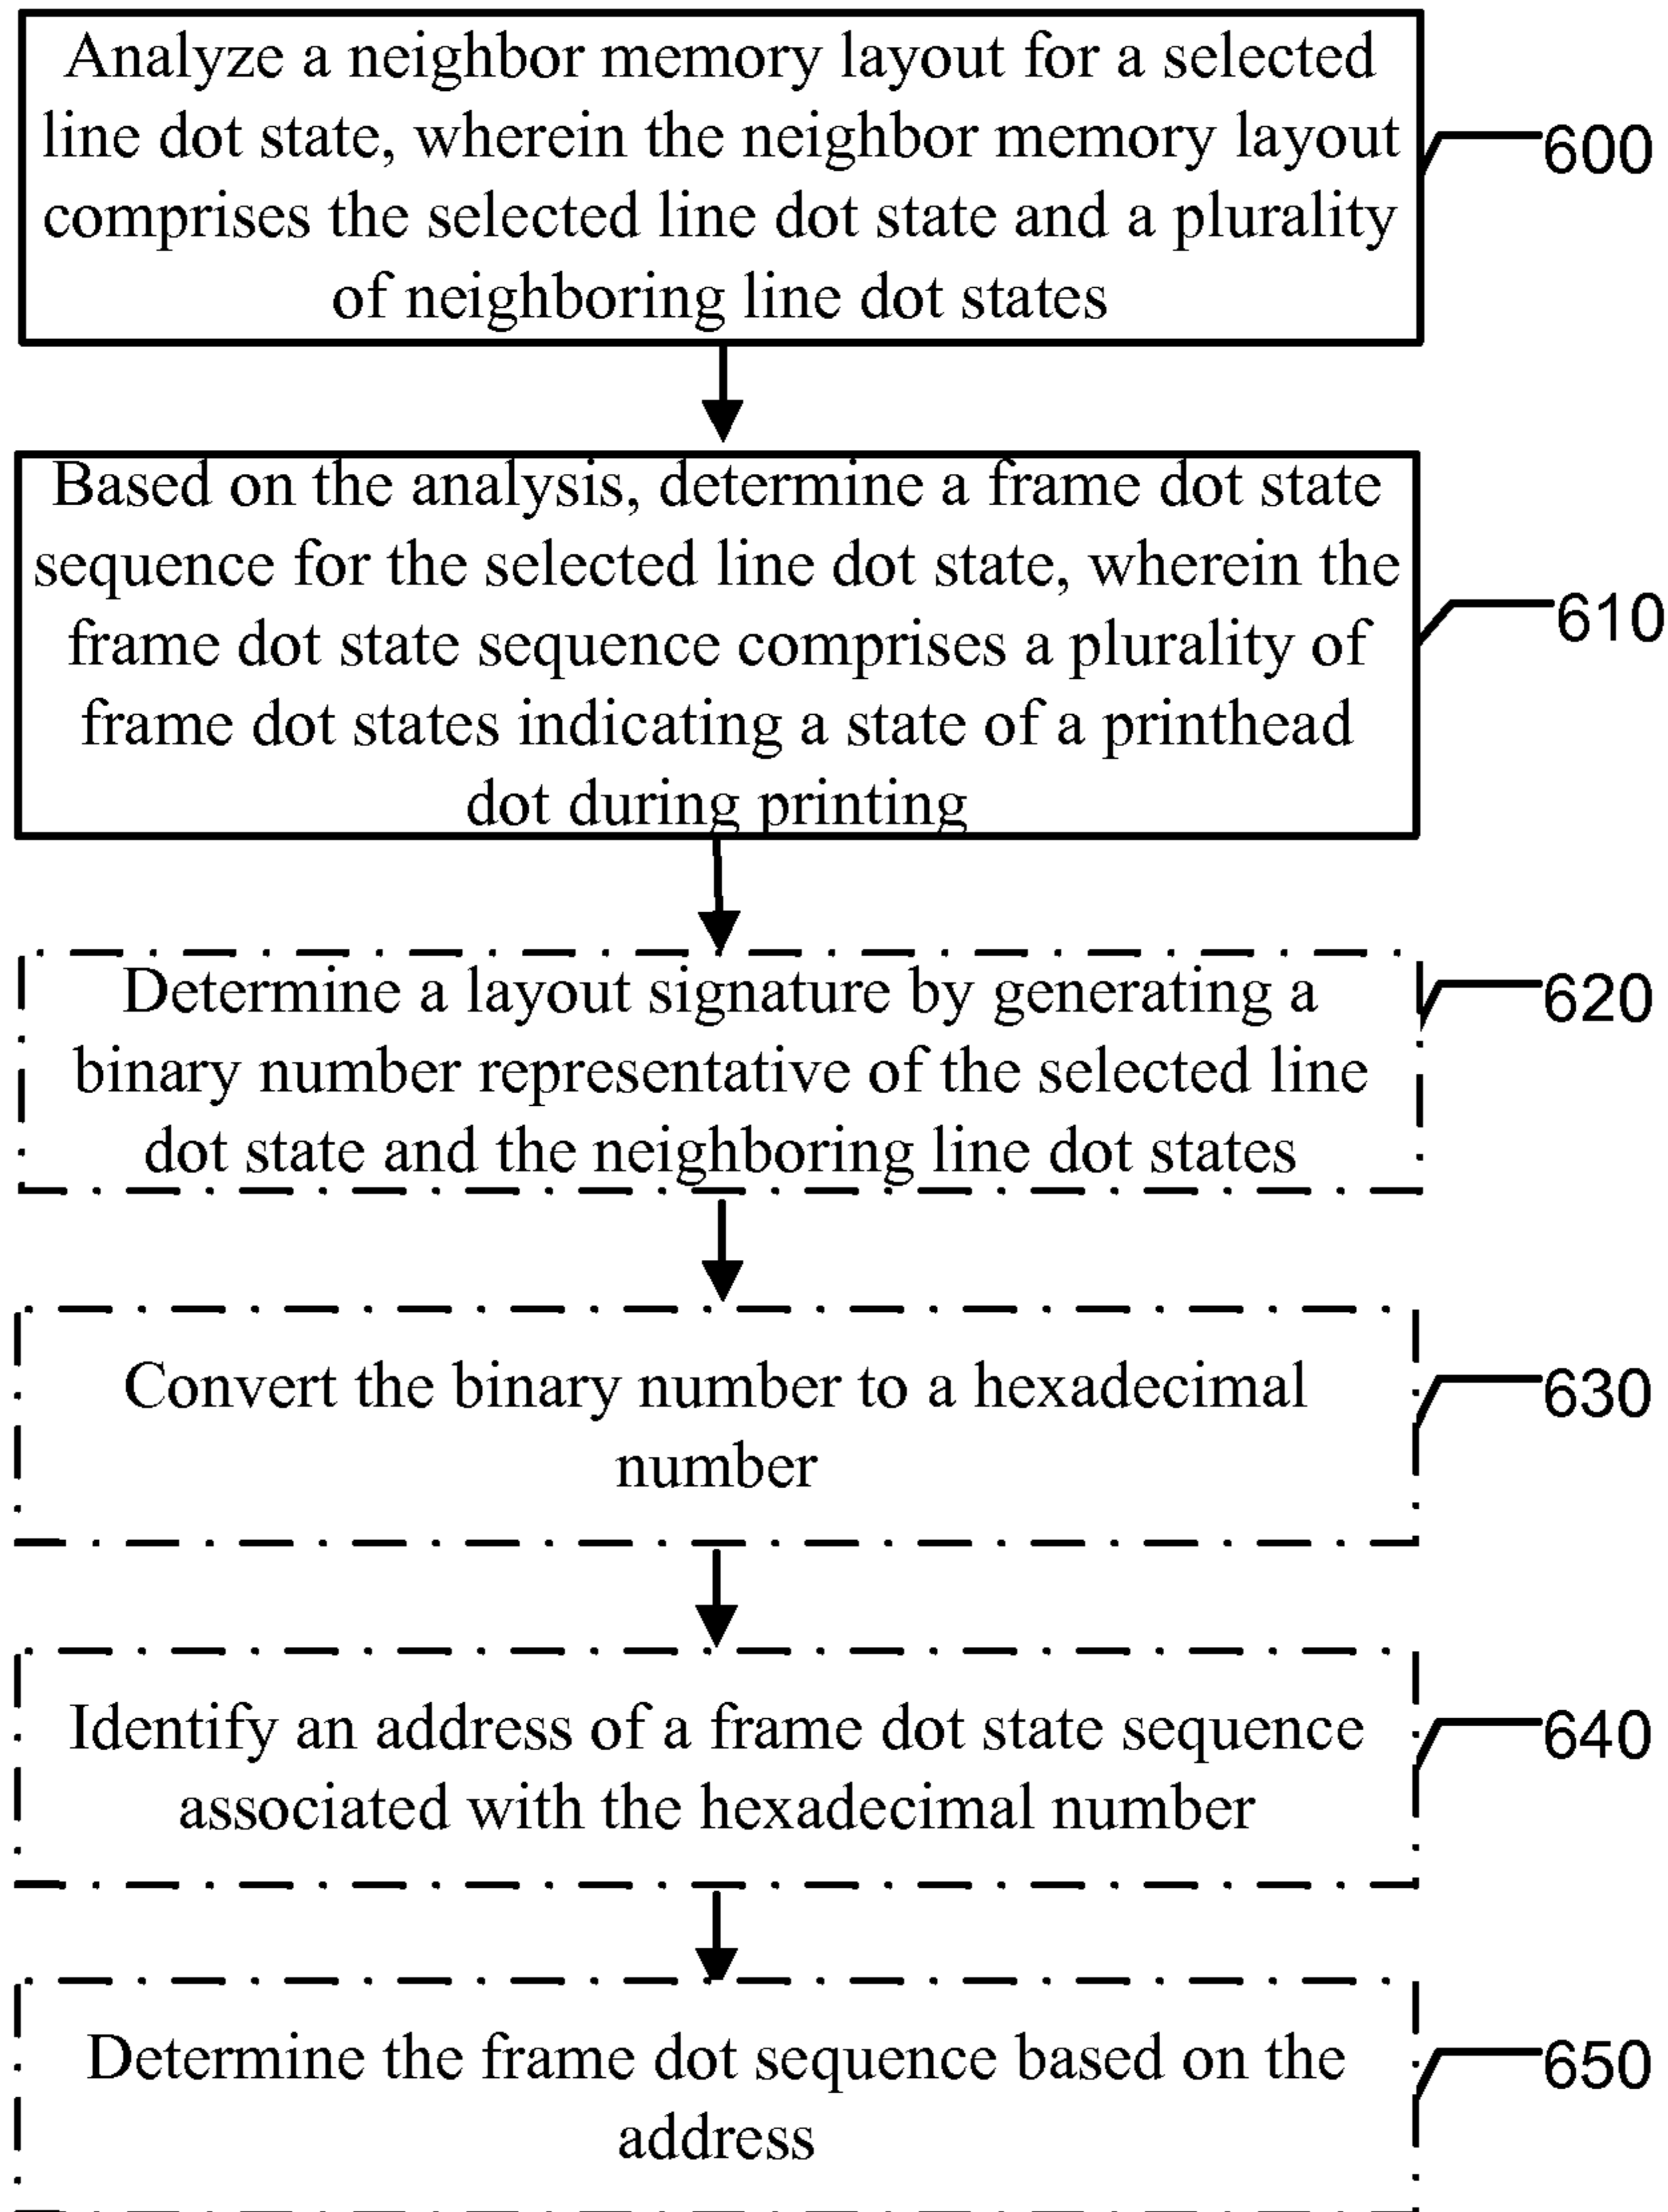 Analyze a neighbor memory layout for a selected
line dot state, wherein the neighbor memory layout
comprises the selected line dot state and a plurality
of neighboring line dot states
600
Based on the analysis, determine a frame dot state
sequence for the selected line dot state, wherein the
frame dot state sequence comprises a plurality of
frame dot states indicating a state of a printhead
dot during printing
610
Determine a layout signature by generating a
binary number representative of the selected line
dot state and the neighboring line dot states
620
Convert the binary number to a hexadecimal
number
630
Identify an address of a frame dot state sequence
associated with the hexadecimal number
640
Determine the frame dot sequence based on the
address
650